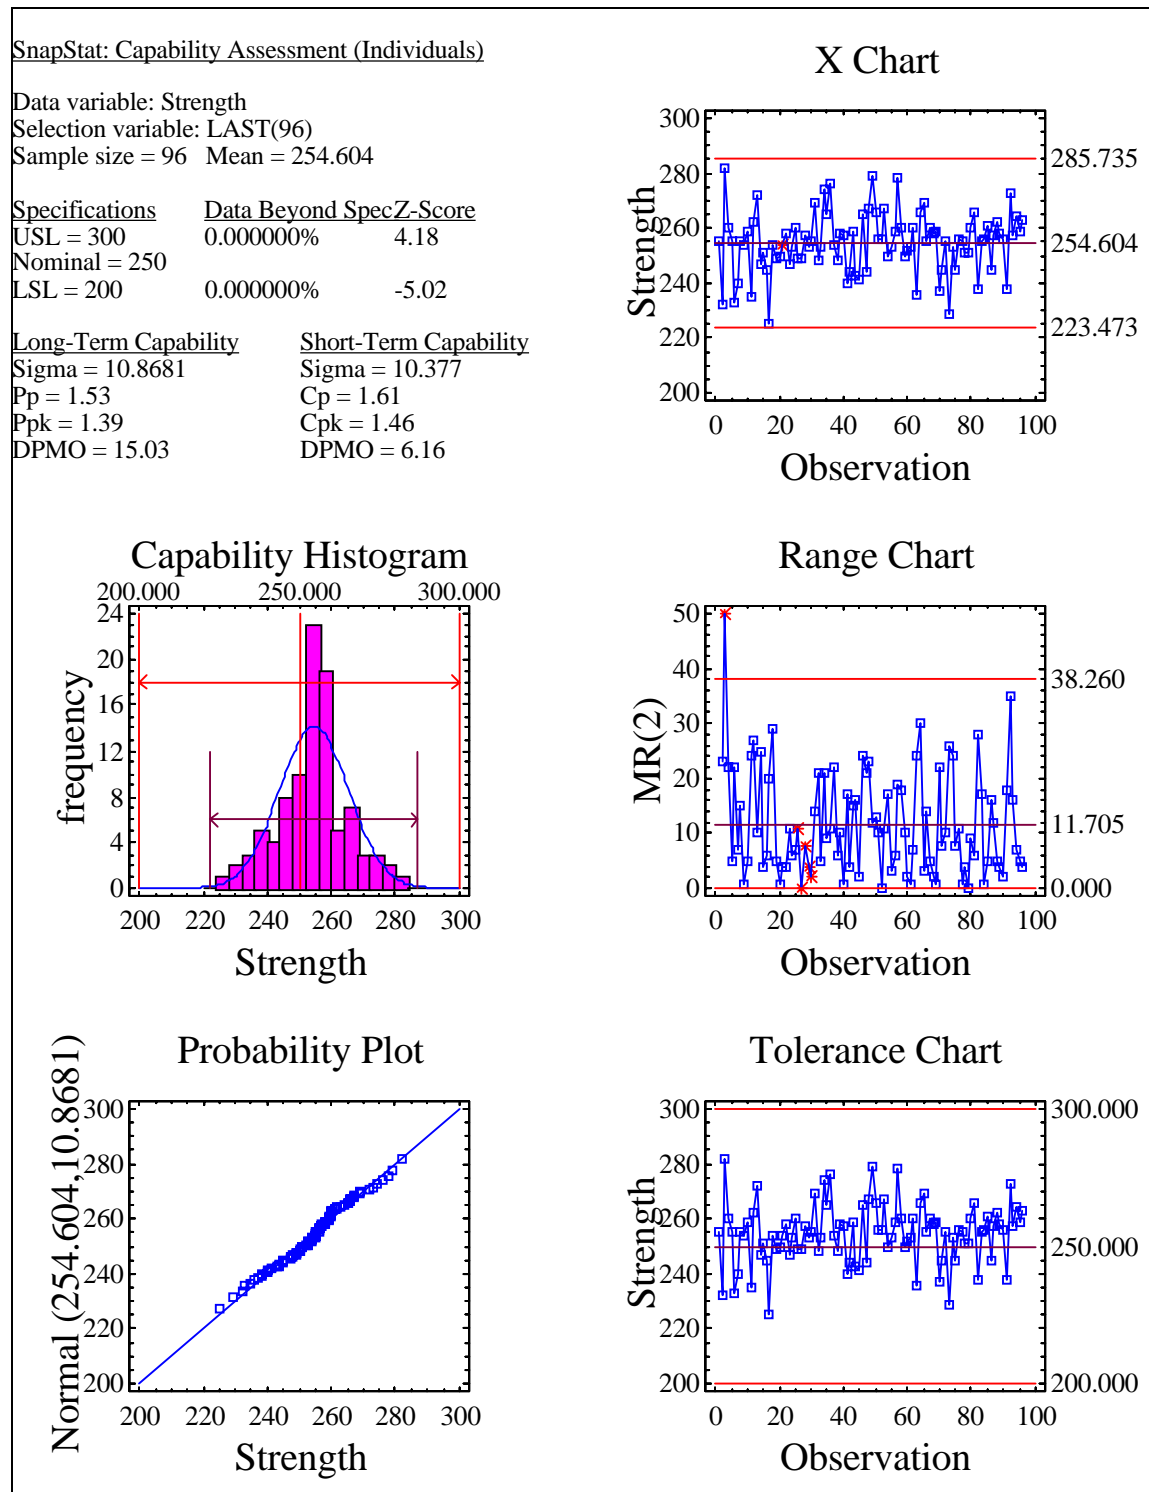 SnapStat: Capability Assessment (Individuals)
Data variable: Strength
Selection variable: LAST(96)
Sample size = 96 Mean = 254.604
Specifications Data Beyond Spec Z-Score
USL = 300 0.000000% 4.18
Nominal = 250
LSL = 200 0.000000% -5.02
Long-Term Capability Short-Term Capability
Sigma = 10.8681 Sigma = 10.377
Pp = 1.53 Cp = 1.61
Ppk = 1.39 Cpk = 1.46
DPMO = 15.03 DPMO = 6.16
X Chart
Strength
300
280
260
240
220
200
285.735
254.604
223.473
0 20 40 60 80 100
Observation
Capability Histogram
200.000 250.000 300.000
frequency
24
20
16
12
8
4
0
200 220 240 260 280 300
Strength
Range Chart
MR(2)
50
40
30
20
10
0
38.260
11.705
0.000
0 20 40 60 80 100
Observation
Probability Plot
Normal (254.604,10.8681)
300
280
260
240
220
200
200 220 240 260 280 300
Strength
Tolerance Chart
Strength
300
280
260
240
220
200
300.000
250.000
200.000
0 20 40 60 80 100
Observation